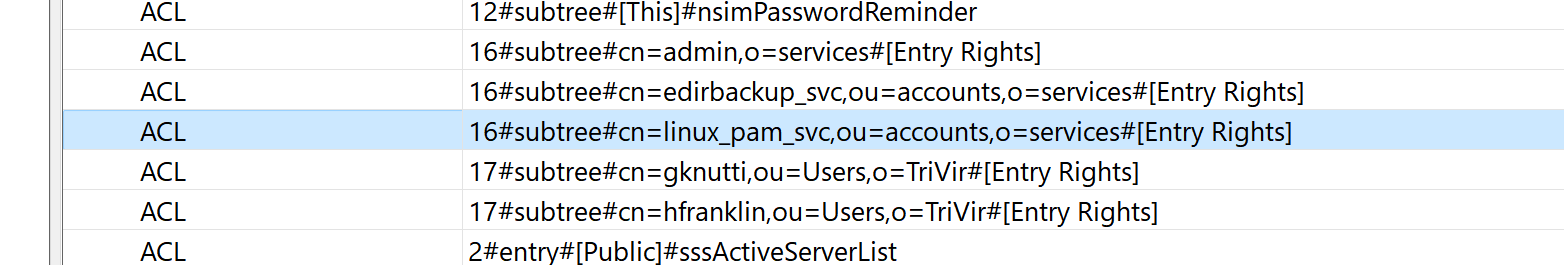 ACL 12#subtree#[This]#nsimPasswordReminder
ACL 16#subtree#cn=admin,o=services#[Entry Rights]
ACL 16#subtree#cn=edirbackup_svc,ou=accounts,o=services#[Entry Rights]
ACL 16#subtree#cn=linux_pam_svc,ou=accounts,o=services#[Entry Rights]
ACL 17#subtree#cn=gknutti,ou=Users,o=TriVir#[Entry Rights]
ACL 17#subtree#cn=hfranklin,ou=Users,o=TriVir#[Entry Rights]
ACL 2#entry#[Public]#sssActiveServerList